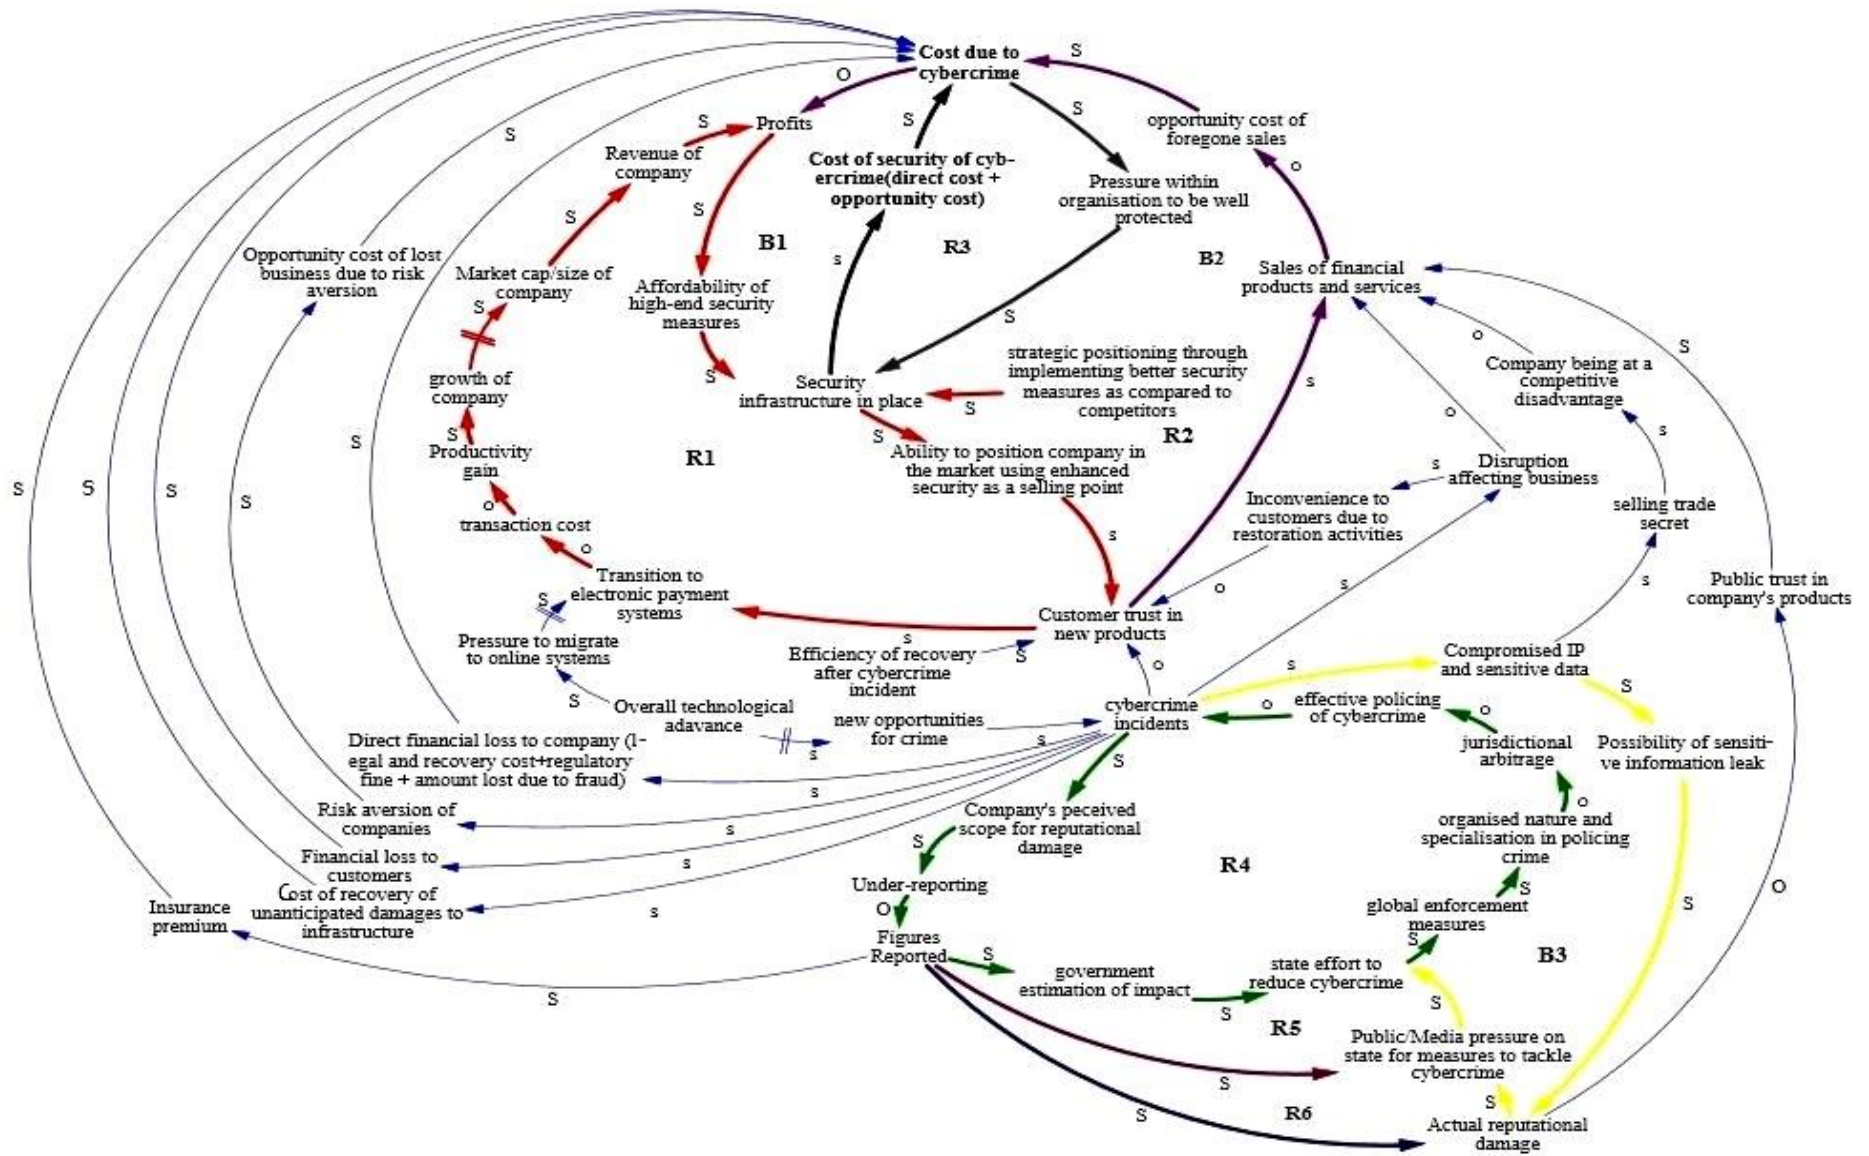 Cost due to
cybercrime
S
O
S
S
S
Profits
opportunity cost of
foregone sales
S
Revenue of
company
Cost of security of cyb-
ercrime(direct cost +
opportunity cost)
o
Pressure within
organisation to be well
protected
S
S
B1
R3
B2
s
Opportunity cost of lost
business due to risk
aversion
Market cap/size of
company
Affordability of
high-end security
measures
Sales of financial
products and services
S
S
o
S
strategic positioning through
implementing better security
measures as compared to
competitors
Company being at a
competitive
disadvantage
growth of
company
S
Security
infrastructure in place
S
s
o
S
S
S
R2
s
Productivity
gain
R1
Ability to position company in
the market using enhanced
security as a selling point
s
Disruption
affecting business
S
S
S
S
o
Inconvenience to
customers due to
restoration activities
selling trade
secret
transaction cost
s
o
Transition to
electronic payment
systems
s
o
s
s
Public trust in
company's products
S
Customer trust in
new products
s
Pressure to migrate
to online systems
Efficiency of recovery
after cybercrime
incident
S
o
s
Compromised IP
and sensitive data
S
S
Overall technological
adavance
new opportunities
for crime
s
cybercrime
incidents
o
effective policing
of cybercrime
o
Direct financial loss to company (l-
egal and recovery cost+regulatory
fine + amount lost due to fraud)
s
S
jurisdictional
arbitrage
Possibility of sensiti-
ve information leak
s
Risk aversion of
companies
s
Company's perceived
scope for reputational
damage
o
organised nature and
specialisation in policing
crime
Financial loss to
customers
s
S
R4
Under-reporting
S
O
Cost of recovery of
unanticipated damages to
infrastructure
s
Insurance
premium
O
global enforcement
measures
S
Figures
Reported
S
S
B3
government
estimation of impact
state effort to
reduce cybercrime
S
S
S
R5
Public/Media pressure on
state for measures to tackle
cybercrime
S
S
R6
S
Actual reputational
damage